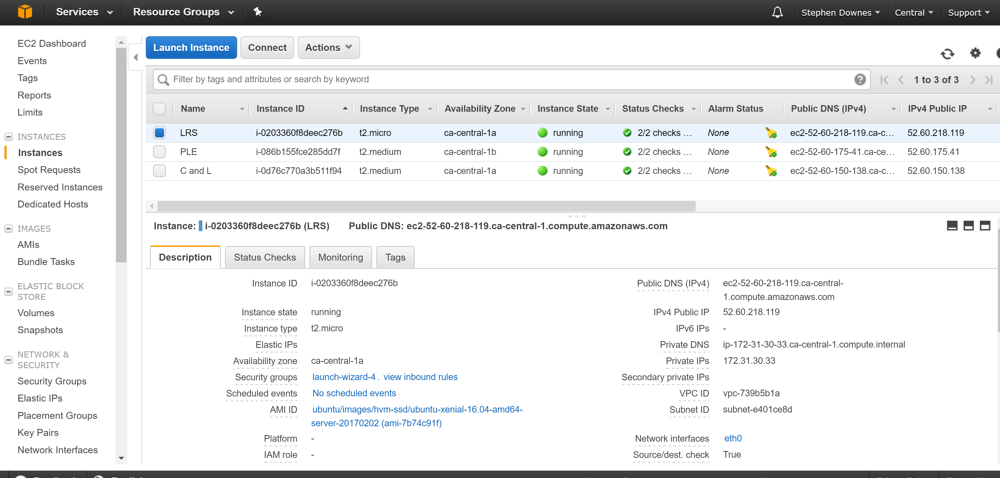 Services
Resource Groups
Stephen Downes
Central
Support
EC2 Dashboard
Events
Tags
Reports
Limits
INSTANCES
Instances
Spot Requests
Reserved Instances
Dedicated Hosts
IMAGES
AMIs
Bundle Tasks
ELASTIC BLOCK
STORE
Volumes
Snapshots
NETWORK &
SECURITY
Security Groups
Elastic IPs
Placement Groups
Key Pairs
Network Interfaces
Launch Instance
Connect
Actions
Filter by tags and attributes or search by keyword
1 to 3 of 3
Name Instance ID Instance Type Availability Zone Instance State Status Checks Alarm Status Public DNS (IPv4) IPv4 Public IP
LRS i-0203360f8deec276b t2.micro ca-central-1a running 2/2 checks ... None ec2-52-60-218-119.ca-c... 52.60.218.119
PLE i-086b155fce285dd7f t2.medium ca-central-1b running 2/2 checks ... None ec2-52-60-175-41.ca-ce... 52.60.175.41
C and L i-0d76c770a3b511f94 t2.medium ca-central-1a running 2/2 checks ... None ec2-52-60-150-138.ca-c... 52.60.150.138
Instance: i-0203360f8deec276b (LRS) Public DNS: ec2-52-60-218-119.ca-central-1.compute.amazonaws.com
Description
Status Checks
Monitoring
Tags
Instance ID i-0203360f8deec276b
Instance state running
Instance type t2.micro
Elastic IPs
Availability zone ca-central-1a
Security groups launch-wizard-4 . view inbound rules
Scheduled events No scheduled events
AMI ID ubuntu/images/hvm-ssd/ubuntu-xenial-16.04-amd64-
server-20170202 (ami-7b74c91f)
Platform -
IAM role -
Public DNS (IPv4) ec2-52-60-218-119.ca-central-
1.compute.amazonaws.com
IPv4 Public IP 52.60.218.119
IPv6 IPs -
Private DNS ip-172-31-30-33.ca-central-1.compute.internal
Private IPs 172.31.30.33
Secondary private IPs
VPC ID vpc-739b5b1a
Subnet ID subnet-e401ce8d
Network interfaces eth0
Source/dest. check True